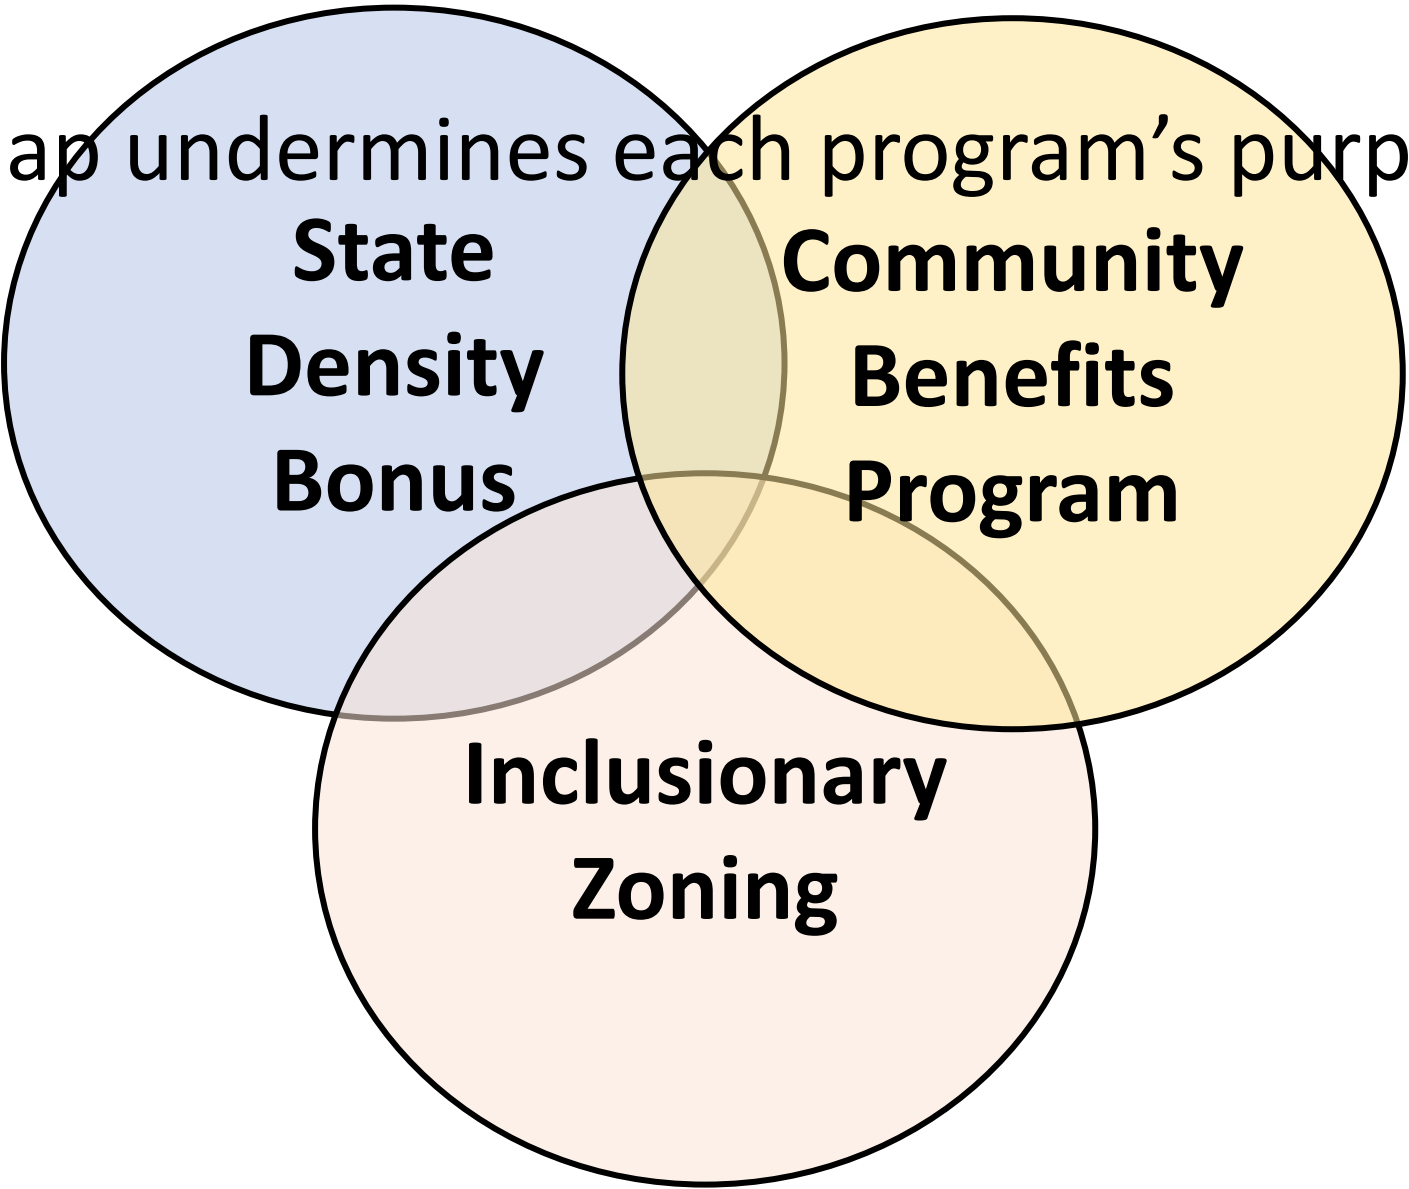 ap undermines each program’s purp
State
Density
Bonus
Community
Benefits
Program
Inclusionary
Zoning